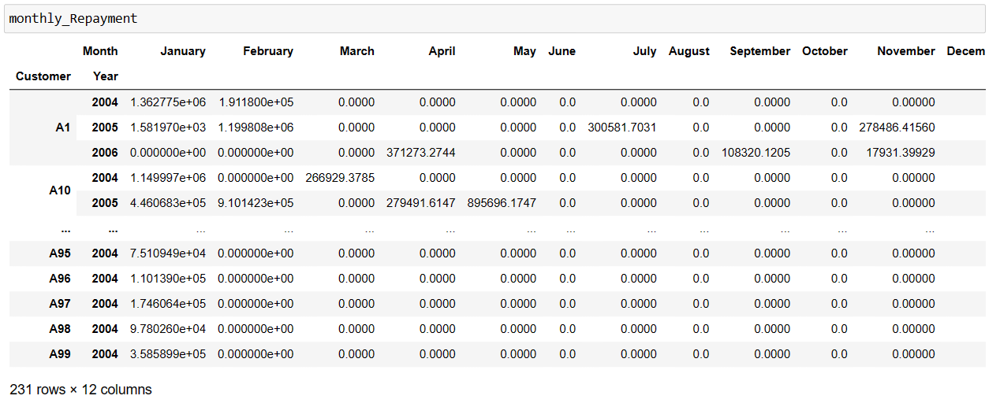 monthly_Repayment
Month January February March April May June July August September October November Decem
Customer Year
2004 1.362775e+06 1.911800e+05 0.0000 0.0000 0.0000 0.0 0.0000 0.0 0.0000 0.0 0.00000
A1 2005 1.581970e+03 1.199808e+06 0.0000 0.0000 0.0000 0.0 300581.7031 0.0 0.0000 0.0 278486.41560
2006 0.000000e+00 0.000000e+00 0.0000 371273.2744 0.0000 0.0 0.0000 0.0 108320.1205 0.0 17931.39929
A10 2004 1.149997e+06 0.000000e+00 266929.3785 0.0000 0.0000 0.0 0.0000 0.0 0.0000 0.0 0.00000
2005 4.460683e+05 9.101423e+05 0.0000 279491.6147 895696.1747 0.0 0.0000 0.0 0.0000 0.0 0.00000
... ... ... ... ... ... ... ... ... ... ... ... ...
A95 2004 7.510949e+04 0.000000e+00 0.0000 0.0000 0.0000 0.0 0.0000 0.0 0.0000 0.0 0.00000
A96 2004 1.101390e+05 0.000000e+00 0.0000 0.0000 0.0000 0.0 0.0000 0.0 0.0000 0.0 0.00000
A97 2004 1.746064e+05 0.000000e+00 0.0000 0.0000 0.0000 0.0 0.0000 0.0 0.0000 0.0 0.00000
A98 2004 9.780260e+04 0.000000e+00 0.0000 0.0000 0.0000 0.0 0.0000 0.0 0.0000 0.0 0.00000
A99 2004 3.585899e+05 0.000000e+00 0.0000 0.0000 0.0000 0.0 0.0000 0.0 0.0000 0.0 0.00000
231 rows × 12 columns